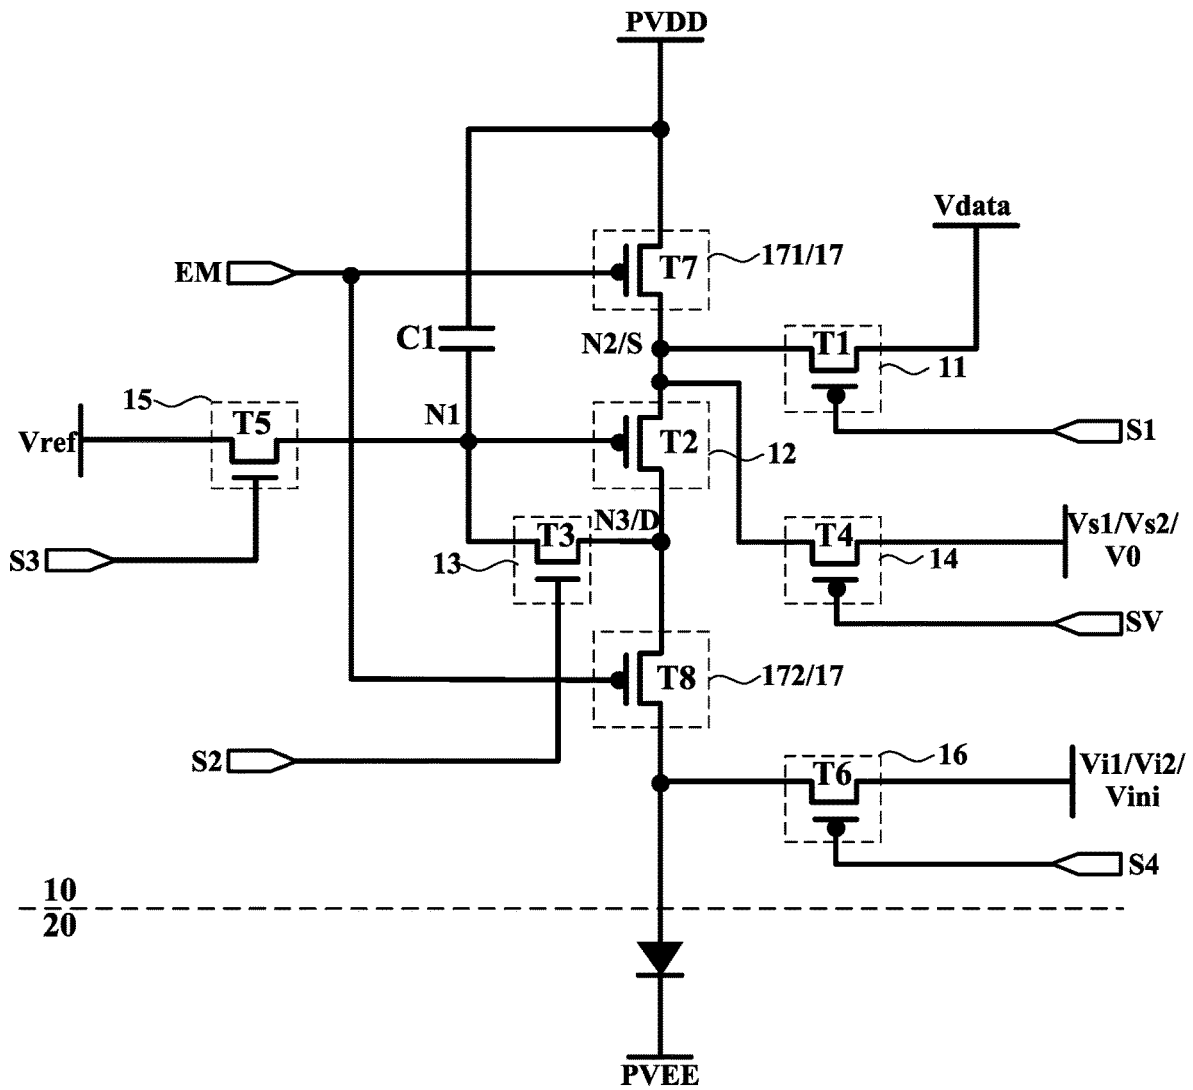 PVDD
Vdata
EM
T7
171/17
C1
N2/S
T1
11
15
T5
N1
Vref
T2
12
S1
N3/D
T3
13
T4
14
Vs1/Vs2/
V0
S3
SV
T8
172/17
S2
T6
16
Vi1/Vi2/
Vini
S4
10
20
PVEE